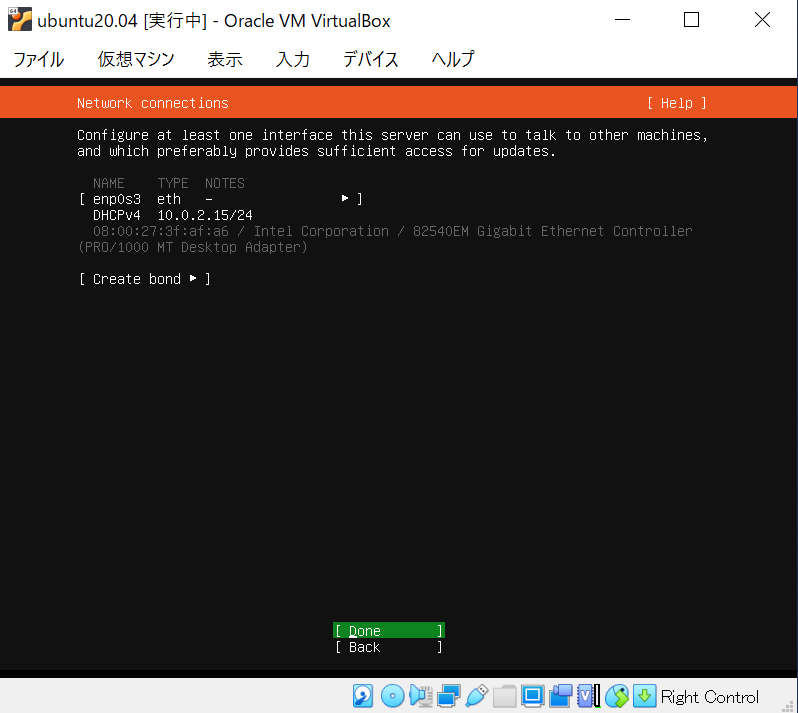 ubuntu20.04 [実行中] - Oracle VM VirtualBox
ファイル 仮想マシン 表示 入力 デバイス ヘルプ
Network connections [ Help ]
Configure at least one interface this server can use to talk to other machines,
and which preferably provides sufficient access for updates.
NAME TYPE NOTES
[ enp0s3 eth - ▸ ]
DHCPv4 10.0.2.15/24
08:00:27:3f:af:a6 / Intel Corporation / 82540EM Gigabit Ethernet Controller
(PRO/1000 MT Desktop Adapter)
[ Create bond ▸ ]
[ Done ]
[ Back ]
Right Control